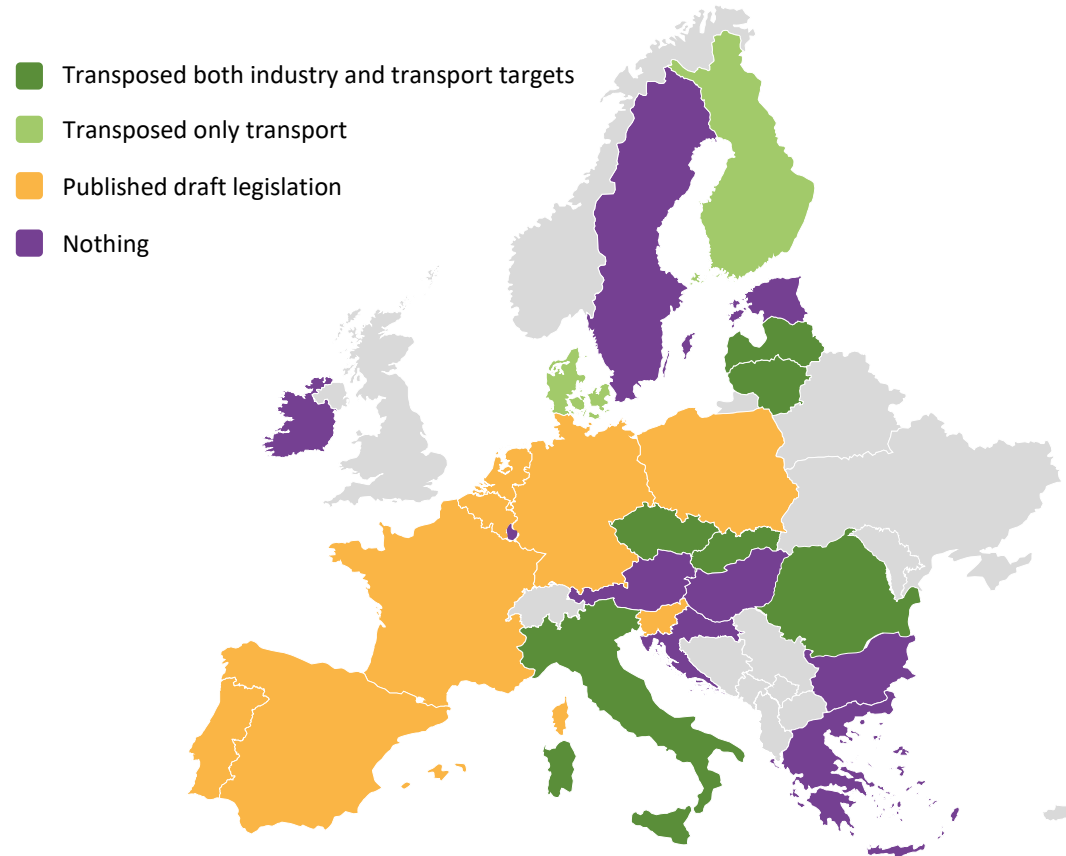 Transposed both industry and transport targets
Transposed only transport
Published draft legislation
Nothing